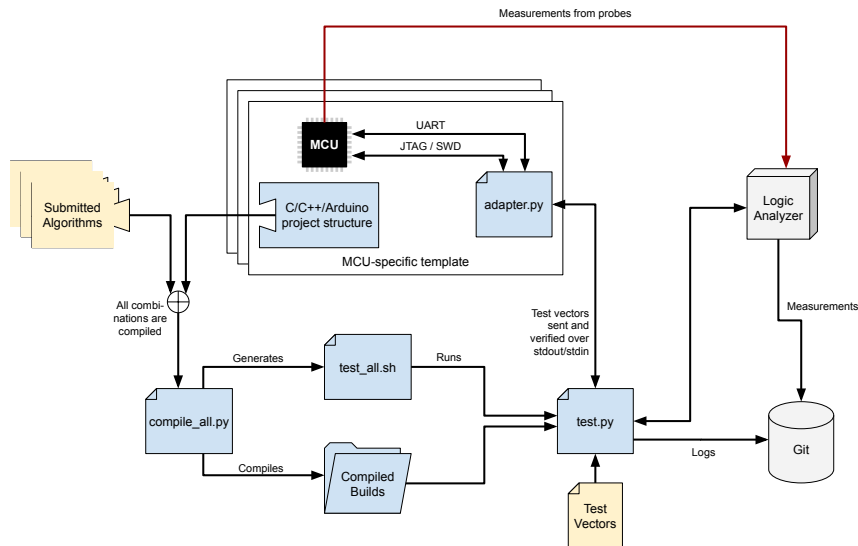 Measurements from probes
MCU
UART
JTAG / SWD
Submitted
Algorithms
C/C++/Arduino
project structure
adapter.py
Logic
Analyzer
MCU-specific template
All combi-
nations are
compiled
Test vectors
sent and
verified over
stdout/stdin
Measurements
Generates
test_all.sh
Runs
compile_all.py
test.py
Git
Logs
Compiles
Compiled
Builds
Test
Vectors